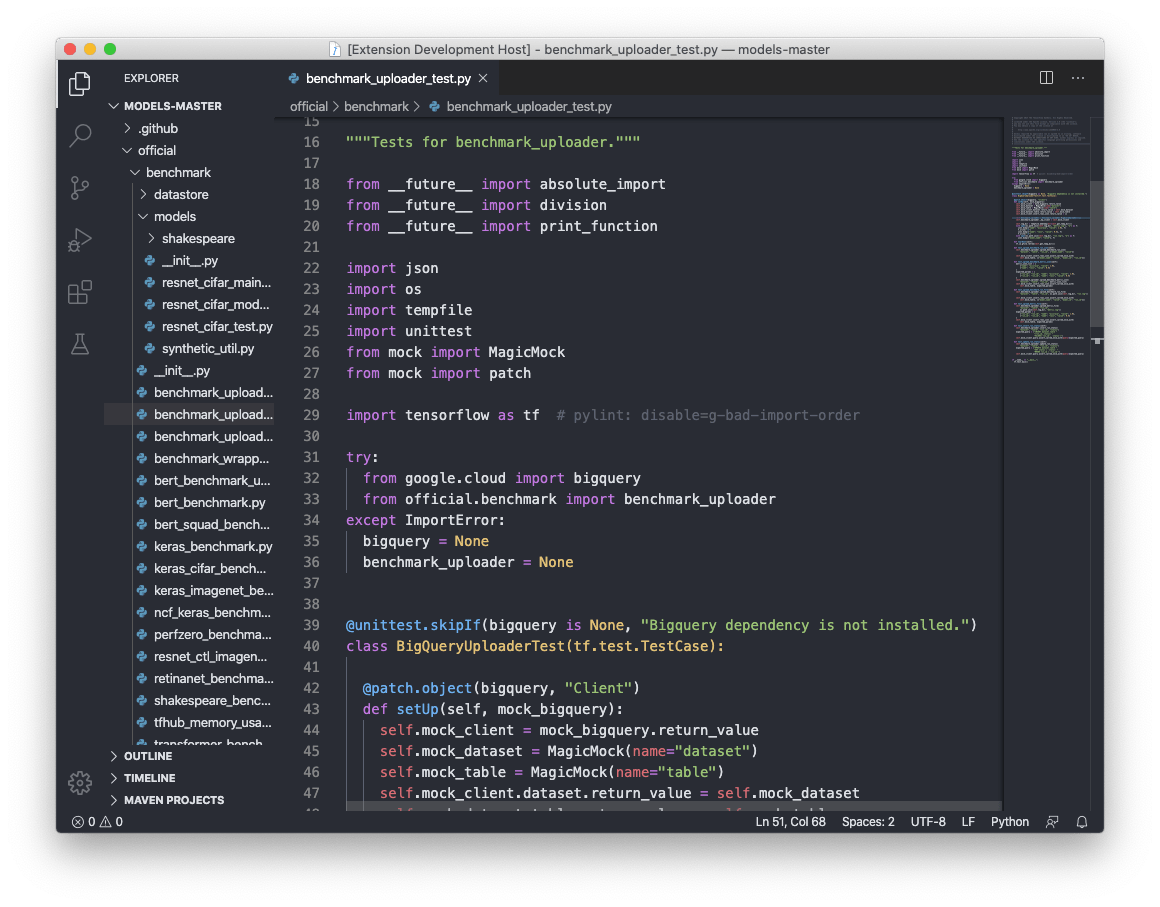 [Extension Development Host] - benchmark_uploader_test.py — models-master
EXPLORER
MODELS-MASTER
.github
official
benchmark
datastore
models
shakespeare
__init__.py
resnet_cifar_main...
resnet_cifar_mod...
resnet_cifar_test.py
synthetic_util.py
__init__.py
benchmark_upload...
benchmark_upload...
benchmark_upload...
benchmark_wrapp...
bert_benchmark_u...
bert_benchmark.py
bert_squad_bench...
keras_benchmark.py
keras_cifar_bench...
keras_imagenet_be...
ncf_keras_benchm...
perfzero_benchma...
resnet_ctl_imagen...
retinanet_benchma...
shakespeare_benc...
tfhub_memory_usa...
OUTLINE
TIMELINE
MAVEN PROJECTS
benchmark_uploader_test.py
official > benchmark > benchmark_uploader_test.py
15
16 """Tests for benchmark_uploader."""
17
18 from __future__ import absolute_import
19 from __future__ import division
20 from __future__ import print_function
21
22 import json
23 import os
24 import tempfile
25 import unittest
26 from mock import MagicMock
27 from mock import patch
28
29 import tensorflow as tf  # pylint: disable=g-bad-import-order
30
31 try:
32   from google.cloud import bigquery
33   from official.benchmark import benchmark_uploader
34 except ImportError:
35   bigquery = None
36   benchmark_uploader = None
37
38
39 @unittest.skipIf(bigquery is None, "Bigquery dependency is not installed.")
40 class BigQueryUploaderTest(tf.test.TestCase):
41
42   @patch.object(bigquery, "Client")
43   def setUp(self, mock_bigquery):
44     self.mock_client = mock_bigquery.return_value
45     self.mock_dataset = MagicMock(name="dataset")
46     self.mock_table = MagicMock(name="table")
47     self.mock_client.dataset.return_value = self.mock_dataset
0 0
Ln 51, Col 68 Spaces: 2 UTF-8 LF Python